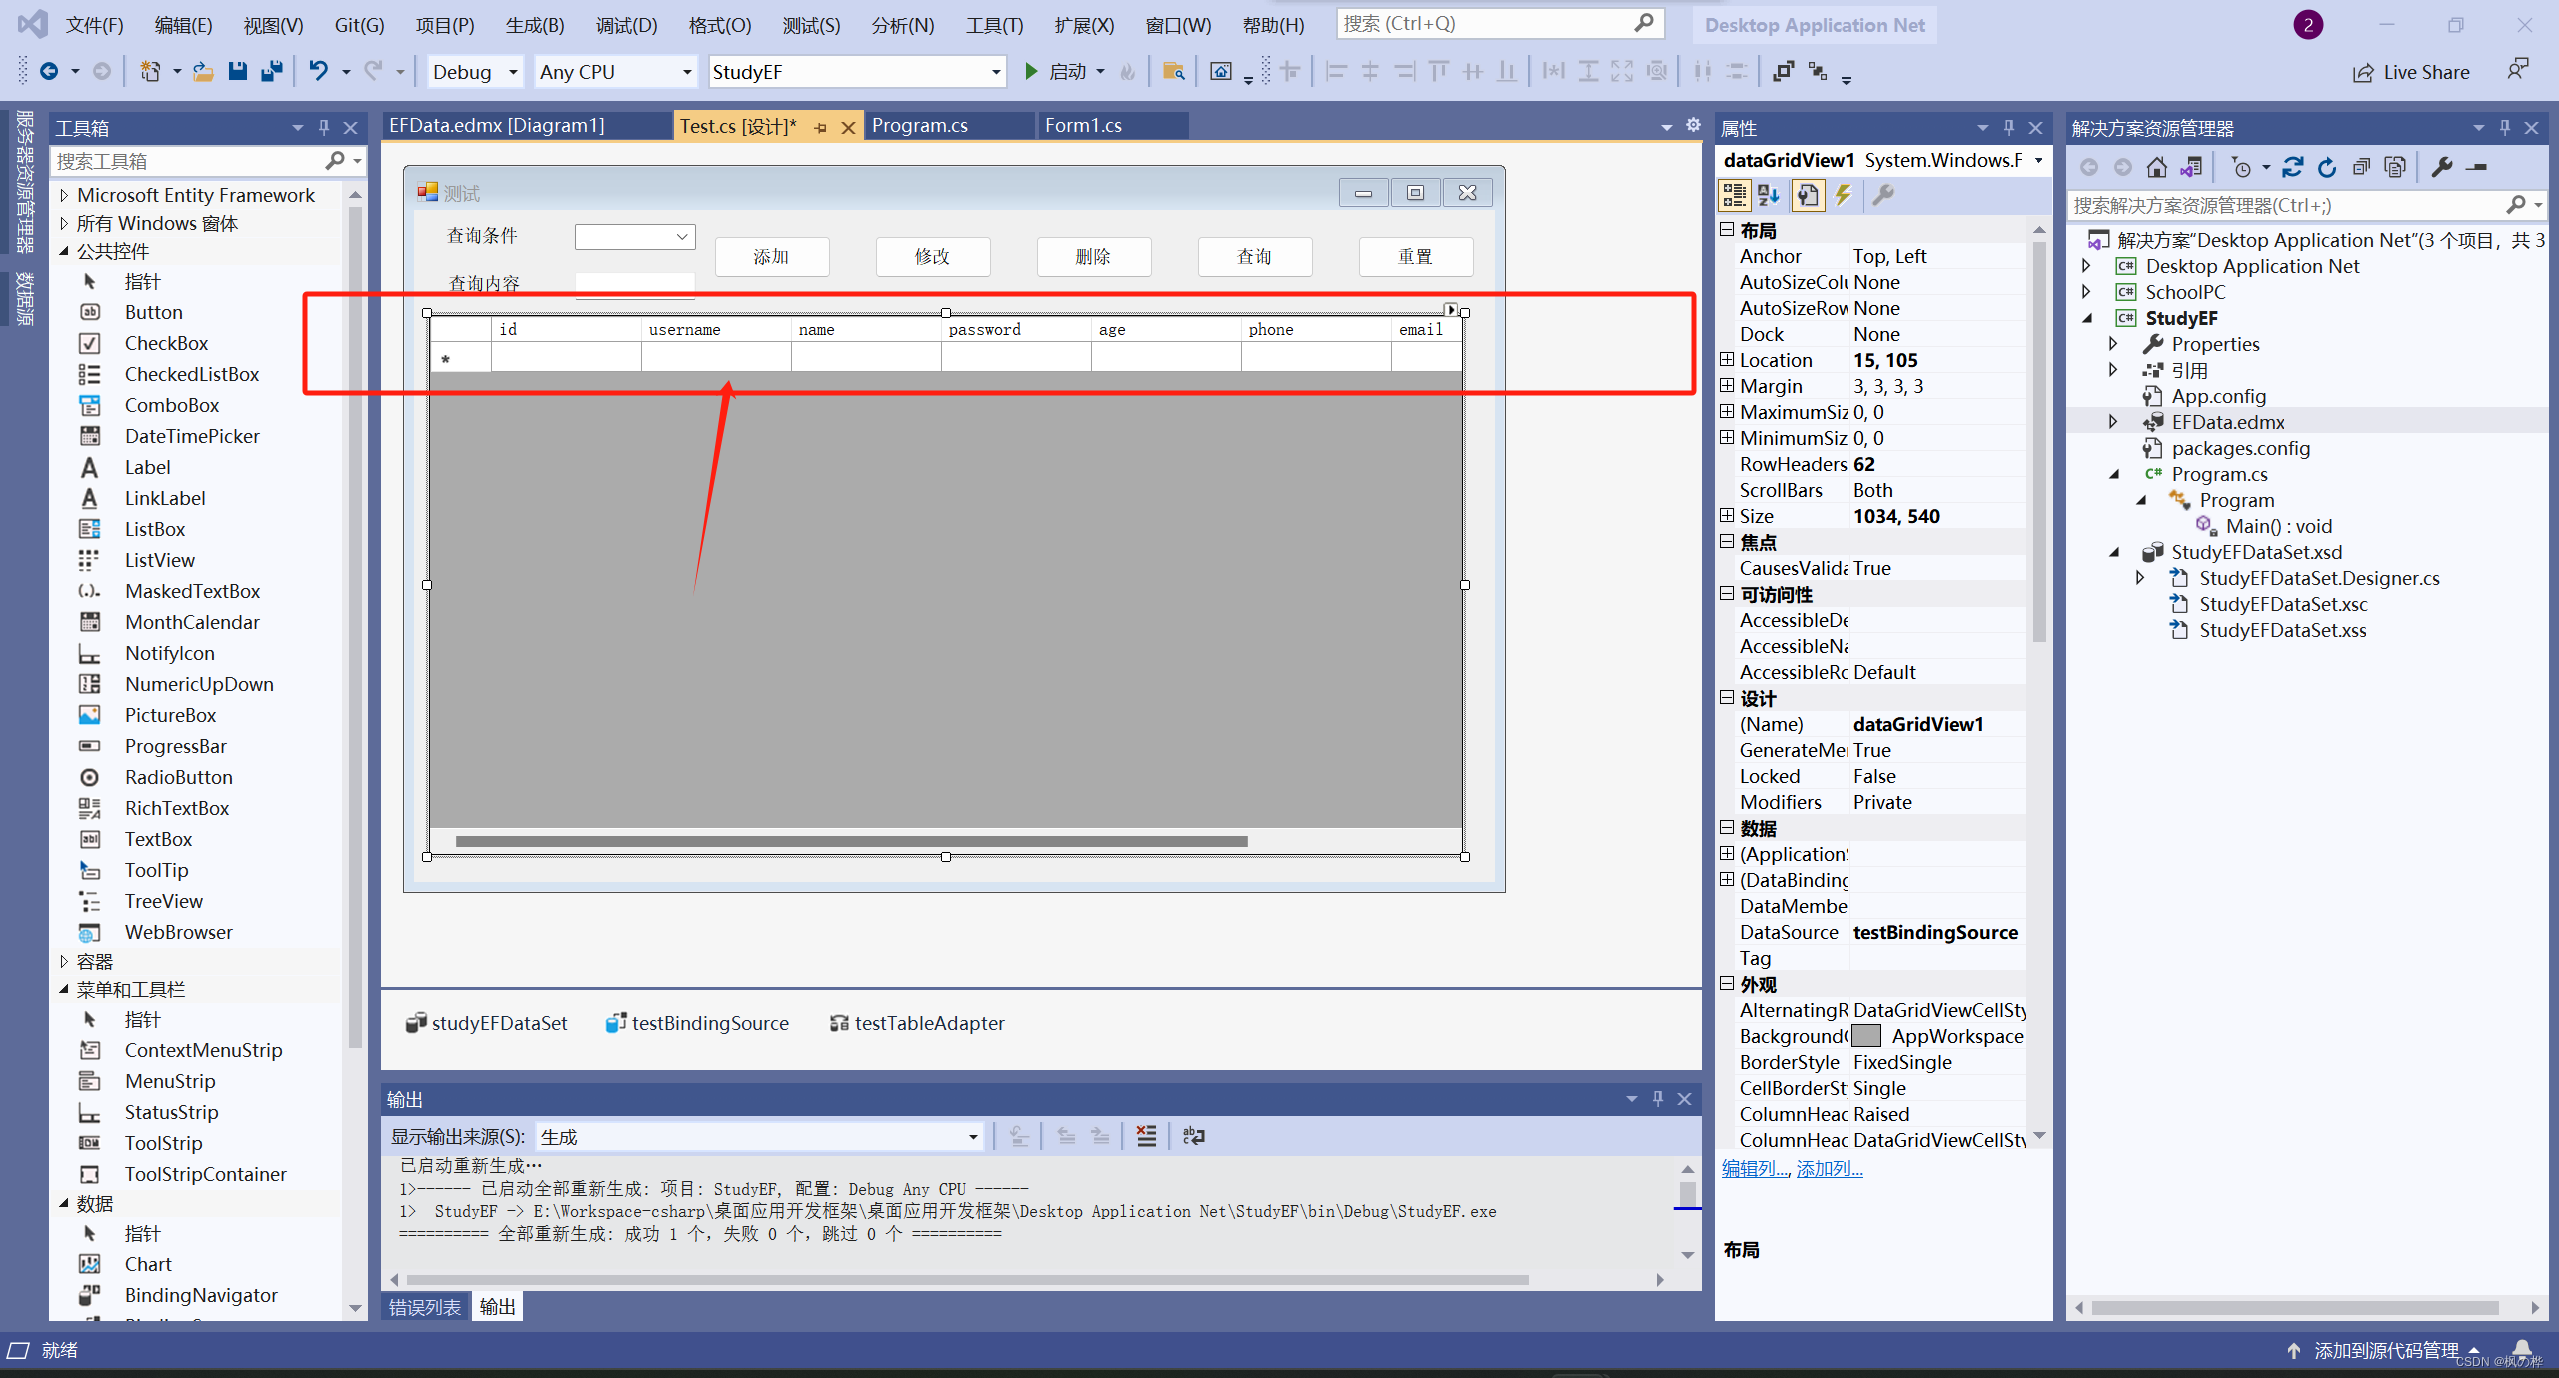 文件(F) 编辑(E) 视图(V) Git(G) 项目(P) 生成(B) 调试(D) 格式(O) 测试(S) 分析(N) 工具(T) 扩展(X) 窗口(W) 帮助(H) 搜索 (Ctrl+Q) Desktop Application Net 2
Debug Any CPU StudyEF 启动 Live Share
服务器资源管理器
数据源
工具箱
搜索工具箱
Microsoft Entity Framework
所有 Windows 窗体
公共控件
指针
Button
CheckBox
CheckedListBox
ComboBox
DateTimePicker
Label
LinkLabel
ListBox
ListView
MaskedTextBox
MonthCalendar
NotifyIcon
NumericUpDown
PictureBox
ProgressBar
RadioButton
RichTextBox
TextBox
ToolTip
TreeView
WebBrowser
容器
菜单和工具栏
指针
ContextMenuStrip
MenuStrip
StatusStrip
ToolStrip
ToolStripContainer
数据
指针
Chart
BindingNavigator
EFData.edmx [Diagram1] Test.cs [设计]* Program.cs Form1.cs
测试
查询条件 添加 修改 删除 查询 重置
查询内容
id username name password age phone email
*
studyEFDataSet testBindingSource testTableAdapter
输出
显示输出来源(S): 生成
已启动重新生成…
1>------ 已启动全部重新生成: 项目: StudyEF, 配置: Debug Any CPU ------
1>  StudyEF -> E:\Workspace-csharp\桌面应用开发框架\桌面应用开发框架\Desktop Application Net\StudyEF\bin\Debug\StudyEF.exe
========== 全部重新生成: 成功 1 个，失败 0 个，跳过 0 个 ==========
错误列表 输出
属性
dataGridView1 System.Windows.F
布局
Anchor Top, Left
AutoSizeColu None
AutoSizeRow None
Dock None
Location 15, 105
Margin 3, 3, 3, 3
MaximumSiz 0, 0
MinimumSiz 0, 0
RowHeaders 62
ScrollBars Both
Size 1034, 540
焦点
CausesValida True
可访问性
AccessibleDe
AccessibleNa
AccessibleRo Default
设计
(Name) dataGridView1
GenerateMe True
Locked False
Modifiers Private
数据
(Application
(DataBinding
DataMembe
DataSource testBindingSource
Tag
外观
AlternatingR DataGridViewCellSty
Background AppWorkspace
BorderStyle FixedSingle
CellBorderSt Single
ColumnHeac Raised
ColumnHeac DataGridViewCellSty
编辑列..., 添加列...
布局
解决方案资源管理器
搜索解决方案资源管理器(Ctrl+;)
解决方案“Desktop Application Net”(3 个项目，共 3
Desktop Application Net
SchoolPC
StudyEF
Properties
引用
App.config
EFData.edmx
packages.config
Program.cs
Program
Main() : void
StudyEFDataSet.xsd
StudyEFDataSet.Designer.cs
StudyEFDataSet.xsc
StudyEFDataSet.xss
就绪 添加到源代码管理
CSDN @枫の桦